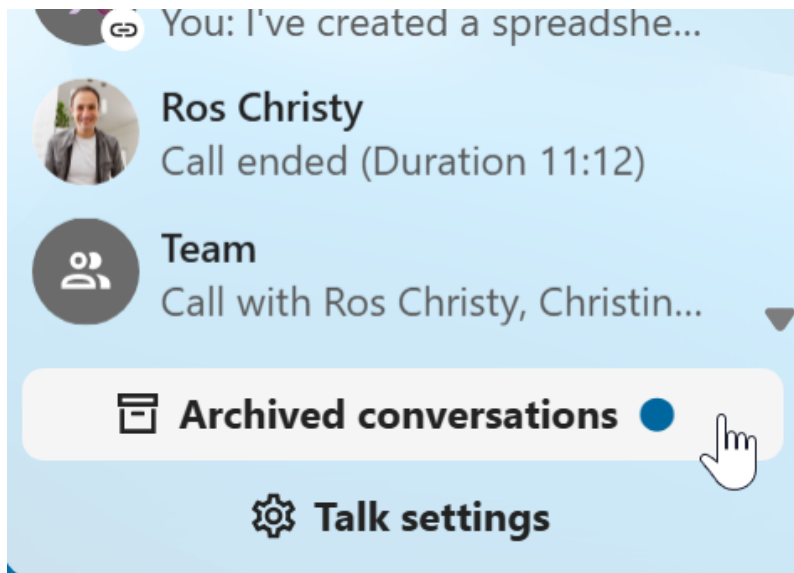 You: I've created a spreadshe...
Ros Christy
Call ended (Duration 11:12)
Team
Call with Ros Christy, Christin...
Archived conversations
Talk settings